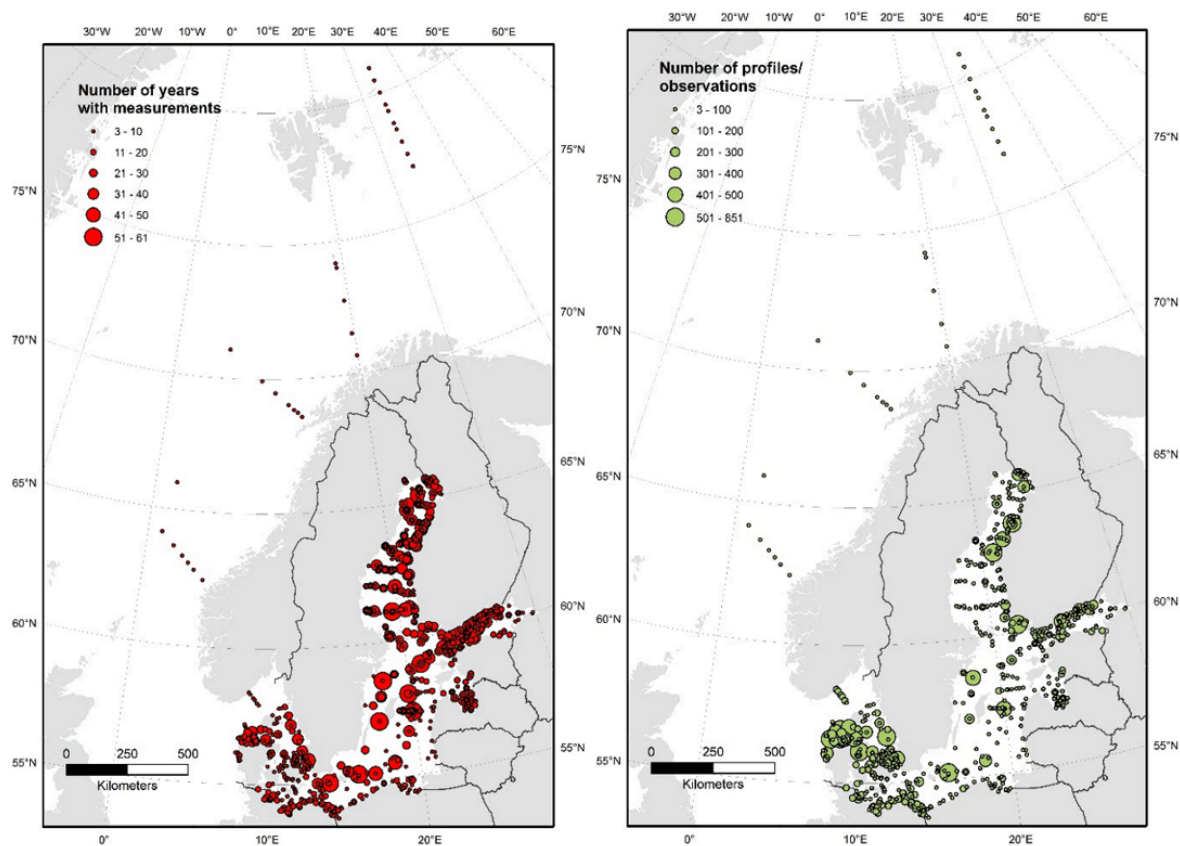 30°W 20°W 10°W 0° 10°E 20°E 30°E 40°E 50°E 60°E
Number of years
with measurements
3 - 10
11 - 20
21 - 30
31 - 40
41 - 50
51 - 61
75°N
70°N
65°N
60°N
55°N
75°N
70°N
65°N
60°N
55°N
0 250 500
Kilometers
0° 10°E 20°E
30°W 20°W 10°W 0° 10°E 20°E 30°E 40°E 50°E 60°E
Number of profiles/
observations
3 - 100
101 - 200
201 - 300
301 - 400
401 - 500
501 - 851
75°N
70°N
65°N
60°N
55°N
75°N
70°N
65°N
60°N
55°N
0 250 500
Kilometers
0° 10°E 20°E